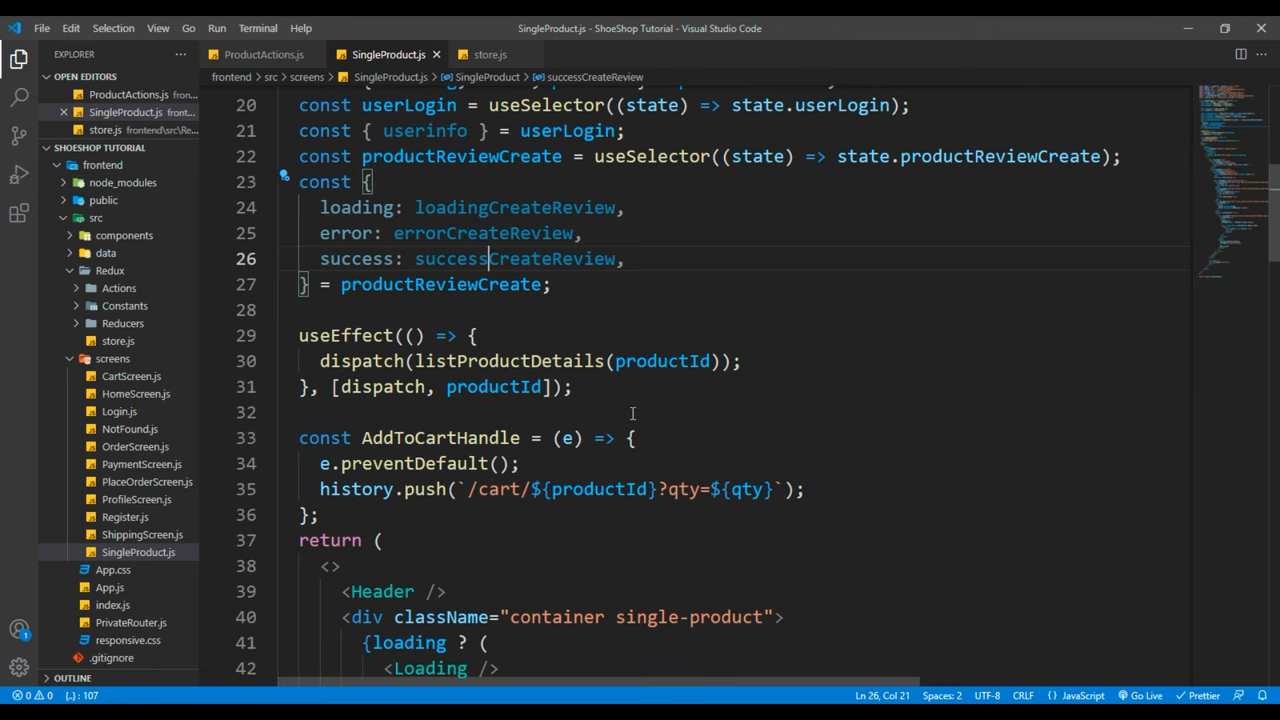 File Edit Selection View Go Run Terminal Help
SingleProduct.js - ShoeShop Tutorial - Visual Studio Code
EXPLORER
ProductActions.js
SingleProduct.js
store.js
frontend > src > screens > SingleProduct.js > SingleProduct > successCreateReview
OPEN EDITORS
ProductActions.js fron...
SingleProduct.js front...
store.js frontend\src\Re...
SHOESHOP TUTORIAL
frontend
node_modules
public
src
components
data
Redux
Actions
Constants
Reducers
store.js
screens
CartScreen.js
HomeScreen.js
Login.js
NotFound.js
OrderScreen.js
PaymentScreen.js
PlaceOrderScreen.js
ProfileScreen.js
Register.js
ShippingScreen.js
SingleProduct.js
App.css
App.js
index.js
PrivateRouter.js
responsive.css
.gitignore
OUTLINE
20 const userLogin = useSelector((state) => state.userLogin);
21 const { userinfo } = userLogin;
22 const productReviewCreate = useSelector((state) => state.productReviewCreate);
23 const {
24 loading: loadingCreateReview,
25 error: errorCreateReview,
26 success: successCreateReview,
27 } = productReviewCreate;
28
29 useEffect(() => {
30 dispatch(listProductDetails(productId));
31 }, [dispatch, productId]);
32
33 const AddToCartHandle = (e) => {
34 e.preventDefault();
35 history.push(`/cart/${productId}?qty=${qty}`);
36 };
37 return (
38 <>
39 <Header />
40 <div className="container single-product">
41 {loading ? (
42 <Loading />
0 0 {..} : 107
Ln 26, Col 21 Spaces: 2 UTF-8 CRLF {} JavaScript Go Live Prettier
1